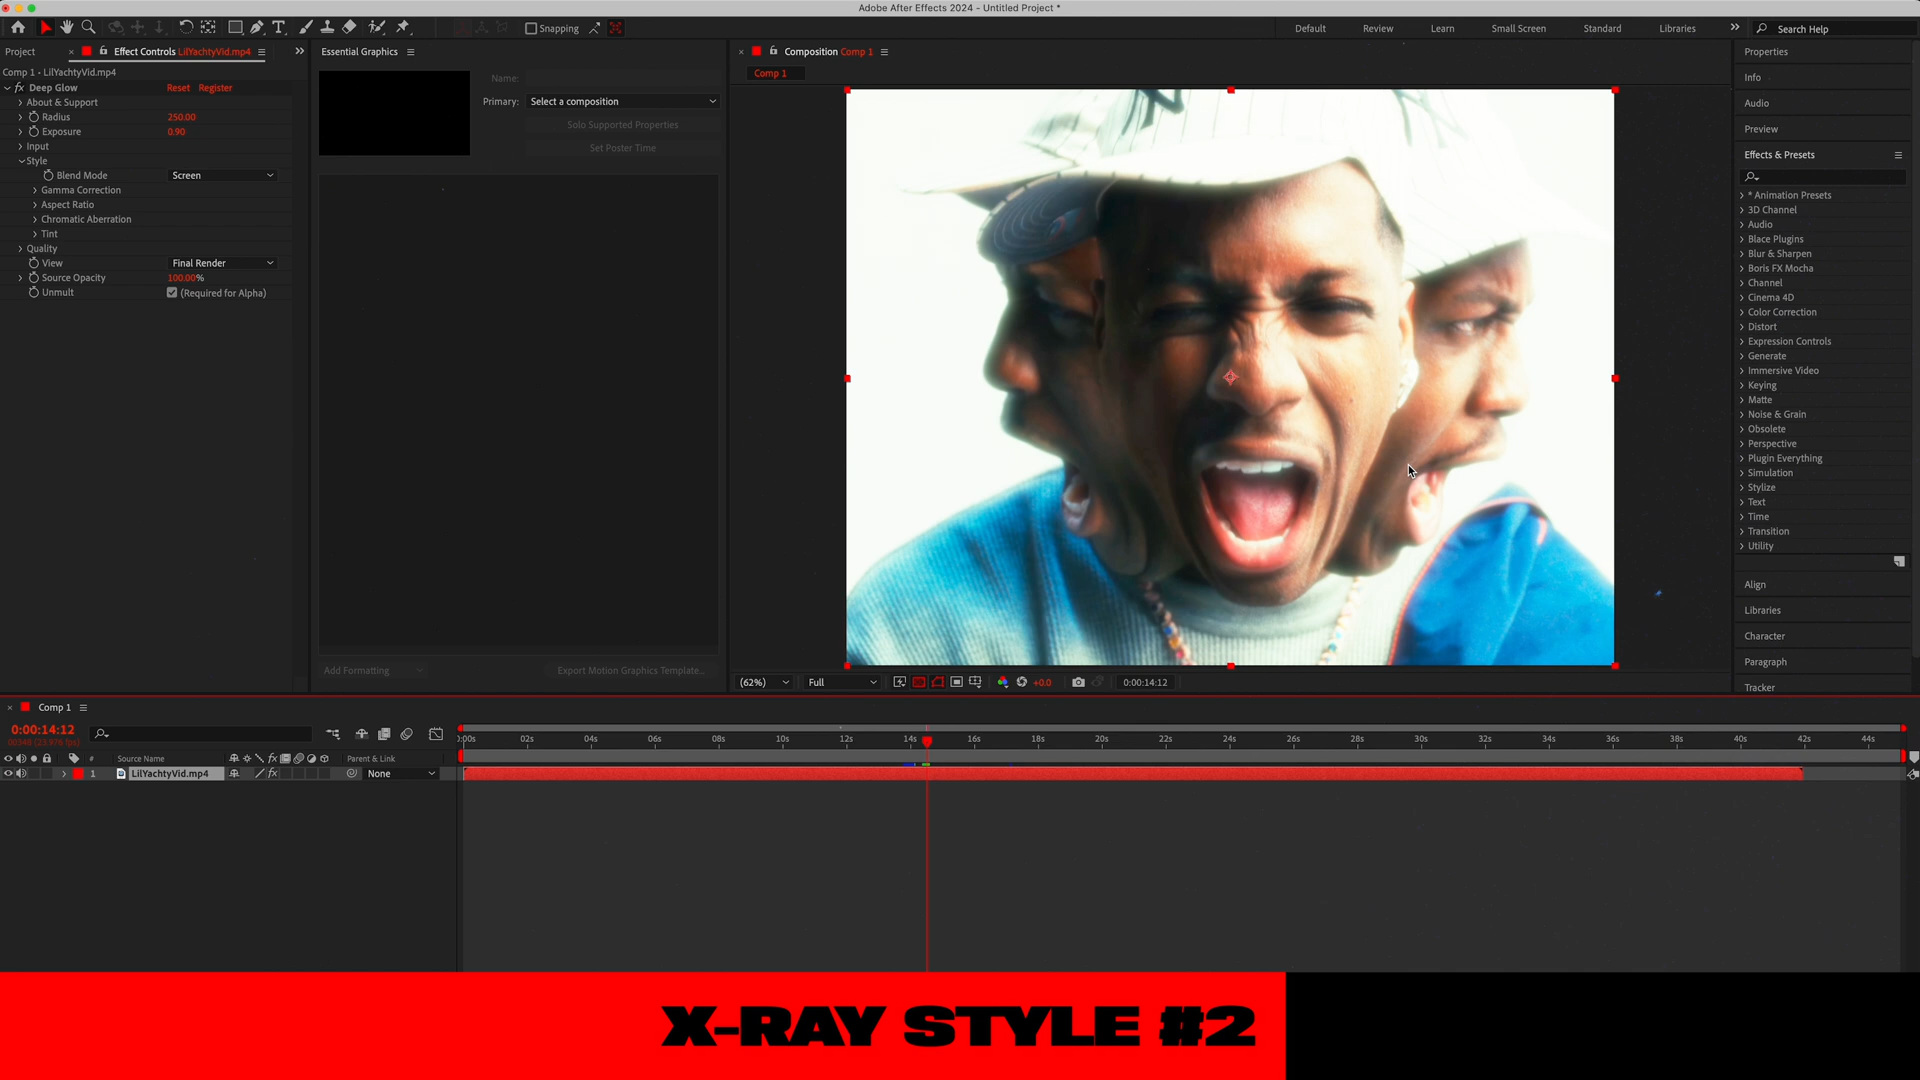 Adobe After Effects 2024 - Untitled Project *
Snapping
Default
Review
Learn
Small Screen
Standard
Libraries
Search Help
Project
Effect Controls LilYachtyVid.mp4
Comp 1 • LilYachtyVid.mp4
fx Deep Glow
Reset
Register
About & Support
Radius
250.00
Exposure
0.90
Input
Style
Blend Mode
Screen
Gamma Correction
Aspect Ratio
Chromatic Aberration
Tint
Quality
View
Final Render
Source Opacity
100.00%
Unmult
(Required for Alpha)
Essential Graphics
Name:
Primary:
Select a composition
Solo Supported Properties
Set Poster Time
Add Formatting
Export Motion Graphics Template...
Composition Comp 1
Comp 1
(62%)
Full
+0.0
0:00:14:12
Properties
Info
Audio
Preview
Effects & Presets
* Animation Presets
3D Channel
Audio
Blace Plugins
Blur & Sharpen
Boris FX Mocha
Channel
Cinema 4D
Color Correction
Distort
Expression Controls
Generate
Immersive Video
Keying
Matte
Noise & Grain
Obsolete
Perspective
Plugin Everything
Simulation
Stylize
Text
Time
Transition
Utility
Align
Libraries
Character
Paragraph
Tracker
Comp 1
0:00:14:12
00348 (23.976 fps)
# Source Name
fx
Parent & Link
1 LilYachtyVid.mp4
fx
None
):00s 02s 04s 06s 08s 10s 12s 14s 16s 18s 20s 22s 24s 26s 28s 30s 32s 34s 36s 38s 40s 42s 44s
X-RAY STYLE #2